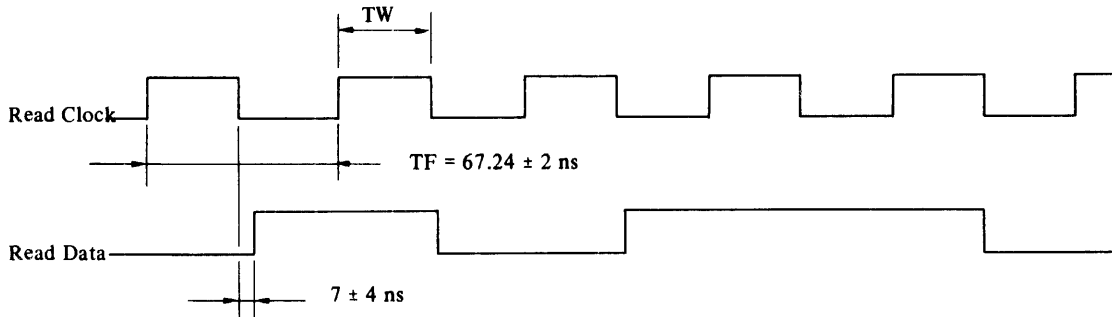 TW
Read Clock
TF = 67.24 ± 2 ns
Read Data
7 ± 4 ns